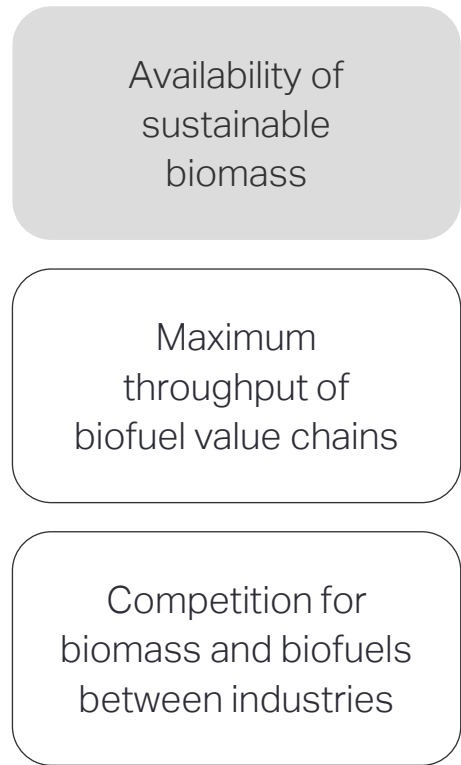 Availability of
sustainable
biomass
Maximum
throughput of
biofuel value chains
Competition for
biomass and biofuels
between industries